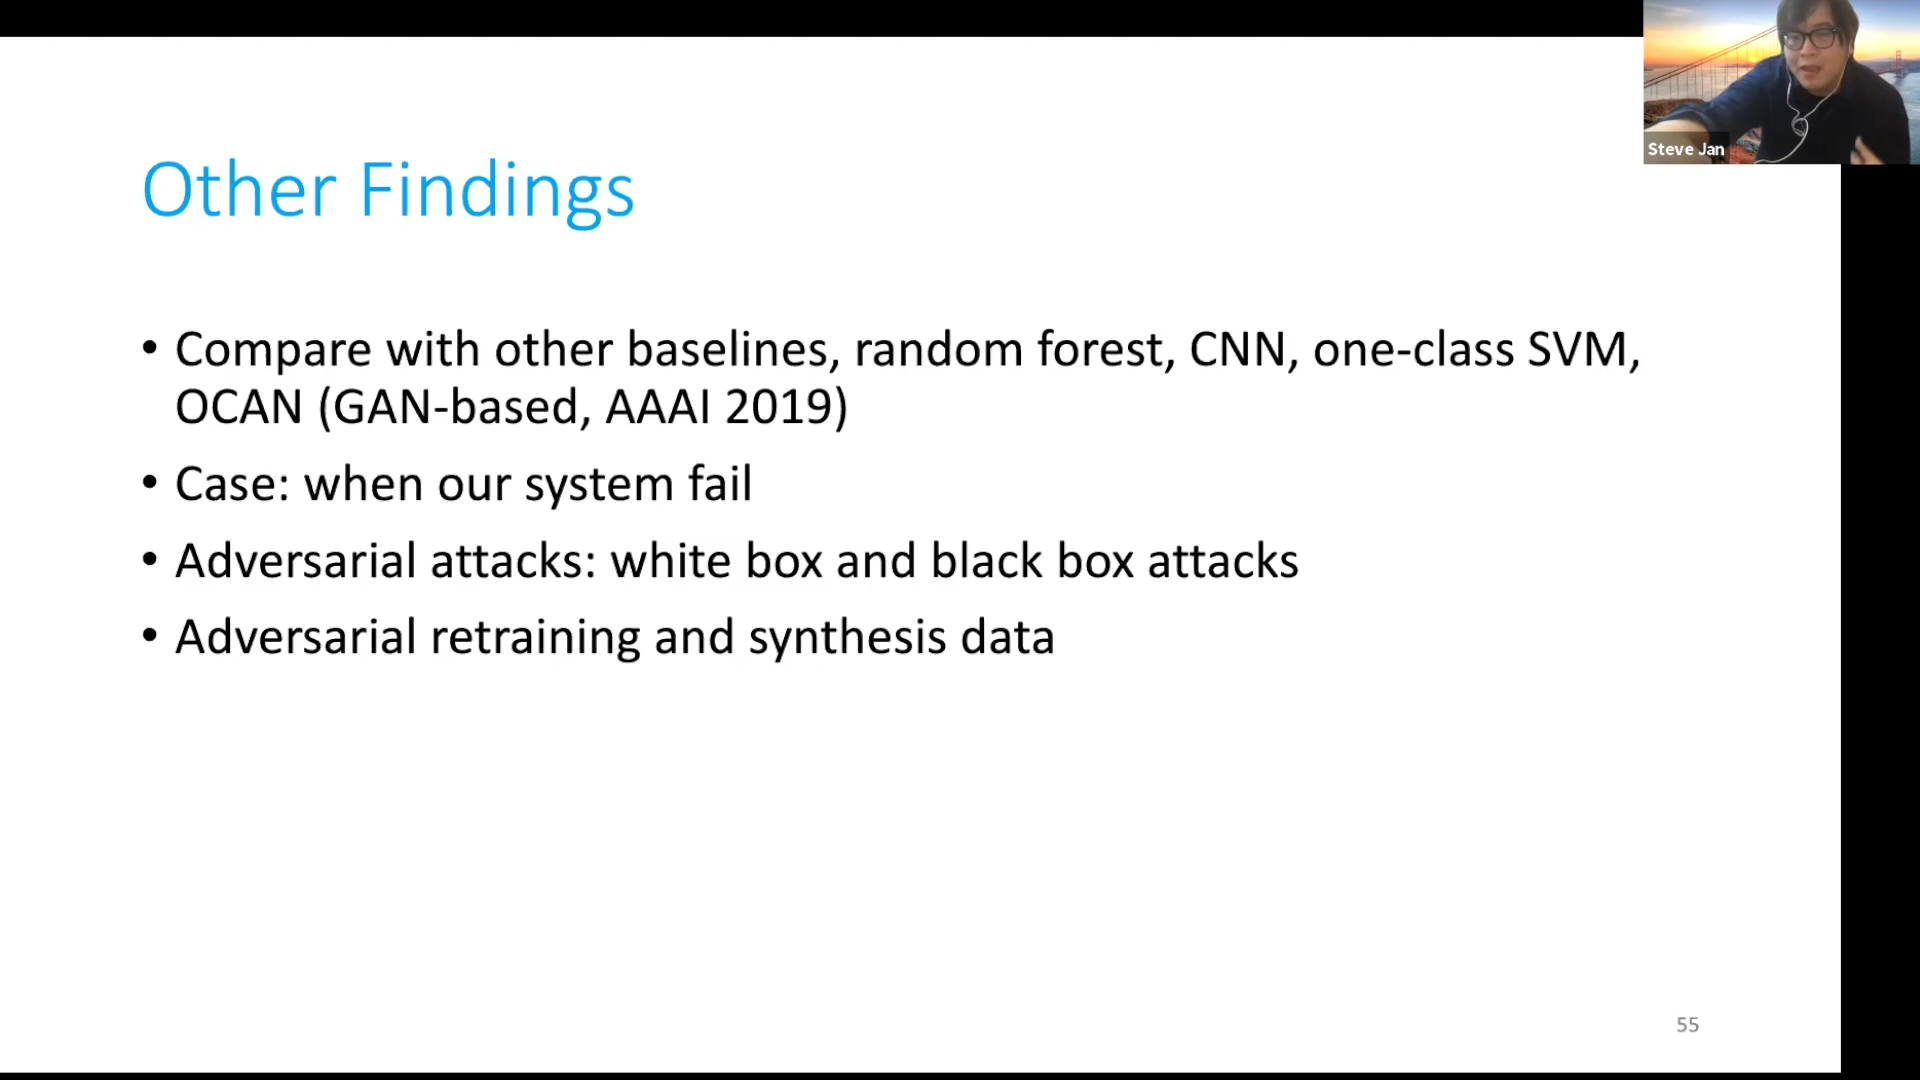 Steve Jan
Other Findings
• Compare with other baselines, random forest, CNN, one-class SVM,
OCAN (GAN-based, AAAI 2019)
• Case: when our system fail
• Adversarial attacks: white box and black box attacks
• Adversarial retraining and synthesis data
55